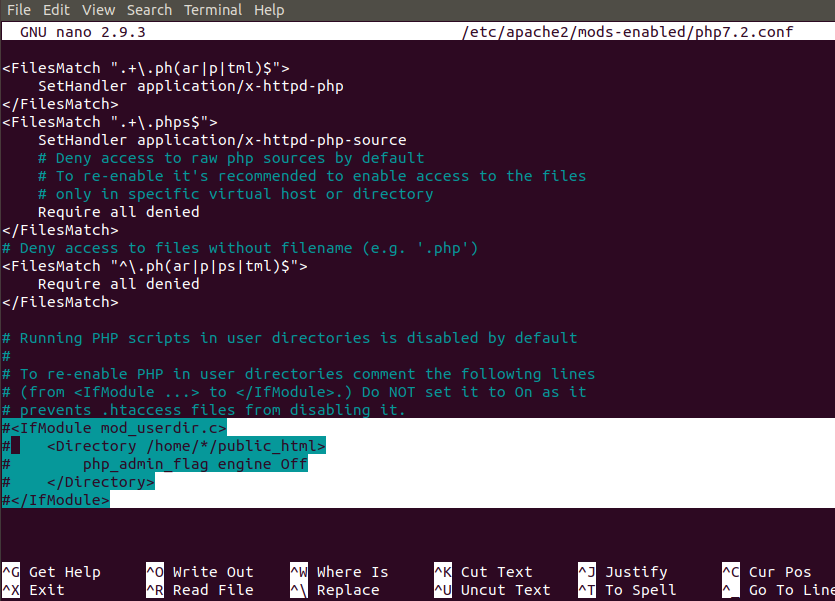 File Edit View Search Terminal Help
GNU nano 2.9.3 /etc/apache2/mods-enabled/php7.2.conf
<FilesMatch ".+\.ph(ar|p|tml)$">
    SetHandler application/x-httpd-php
</FilesMatch>
<FilesMatch ".+\.phps$">
    SetHandler application/x-httpd-php-source
    # Deny access to raw php sources by default
    # To re-enable it's recommended to enable access to the files
    # only in specific virtual host or directory
    Require all denied
</FilesMatch>
# Deny access to files without filename (e.g. '.php')
<FilesMatch "^\.ph(ar|p|ps|tml)$">
    Require all denied
</FilesMatch>
# Running PHP scripts in user directories is disabled by default
#
# To re-enable PHP in user directories comment the following lines
# (from <IfModule ...> to </IfModule>.) Do NOT set it to On as it
# prevents .htaccess files from disabling it.
#<IfModule mod_userdir.c>
#    <Directory /home/*/public_html>
#        php_admin_flag engine Off
#    </Directory>
#</IfModule>
^G Get Help ^O Write Out ^W Where Is ^K Cut Text ^J Justify ^C Cur Pos
^X Exit ^R Read File ^\ Replace ^U Uncut Text ^T To Spell ^_ Go To Line